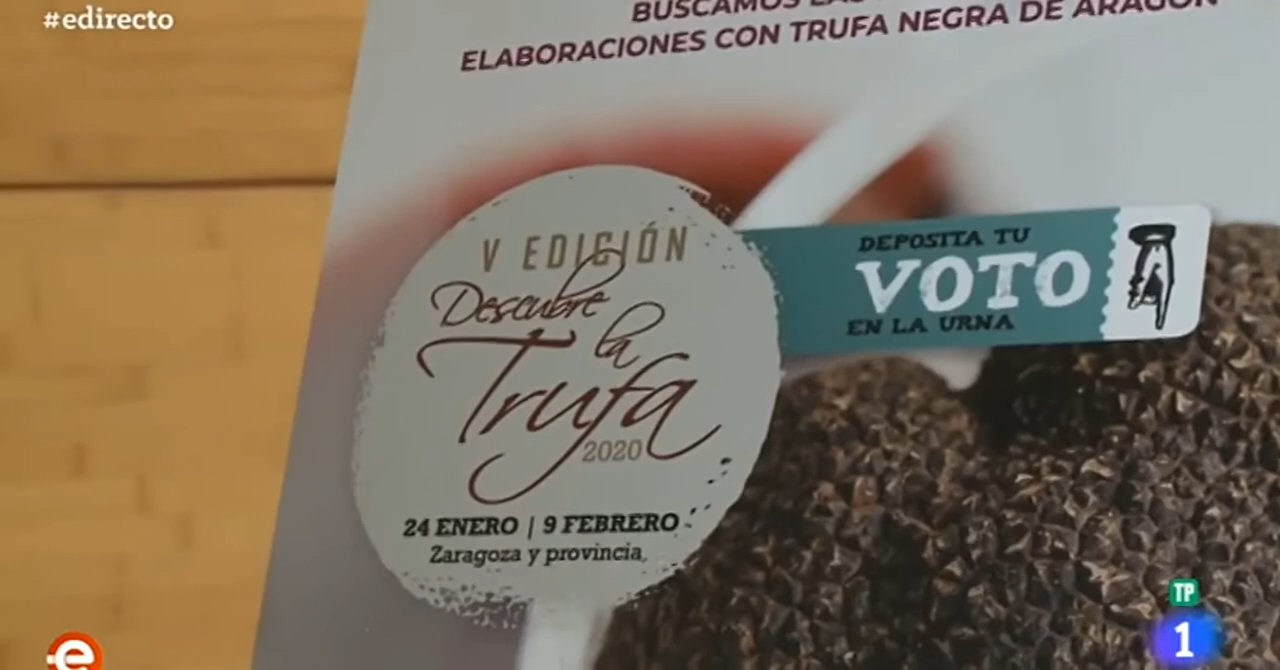 #edirecto
BUSCAMOS
ELABORACIONES CON TRUFA NEGRA DE ARAGÓN
V EDICIÓN
Descubre
la
Trufa
2020
24 ENERO | 9 FEBRERO
Zaragoza y provincia
DEPOSITA TU
VOTO
EN LA URNA
TP
1
e